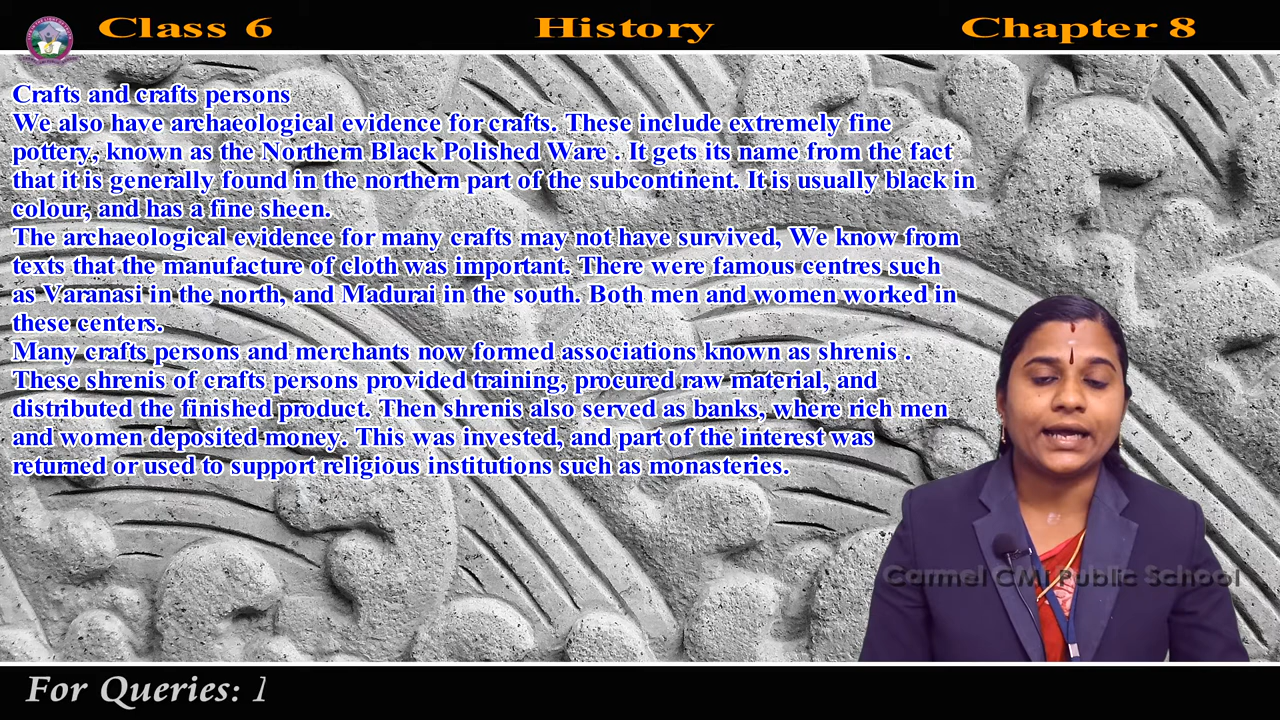 Class 6 History Chapter 8
Crafts and crafts persons
We also have archaeological evidence for crafts. These include extremely fine
pottery, known as the Northern Black Polished Ware . It gets its name from the fact
that it is generally found in the northern part of the subcontinent. It is usually black in
colour, and has a fine sheen.
The archaeological evidence for many crafts may not have survived, We know from
texts that the manufacture of cloth was important. There were famous centres such
as Varanasi in the north, and Madurai in the south. Both men and women worked in
these centers.
Many crafts persons and merchants now formed associations known as shrenis .
These shrenis of crafts persons provided training, procured raw material, and
distributed the finished product. Then shrenis also served as banks, where rich men
and women deposited money. This was invested, and part of the interest was
returned or used to support religious institutions such as monasteries.
Carmel CMI Public School
For Queries: 1